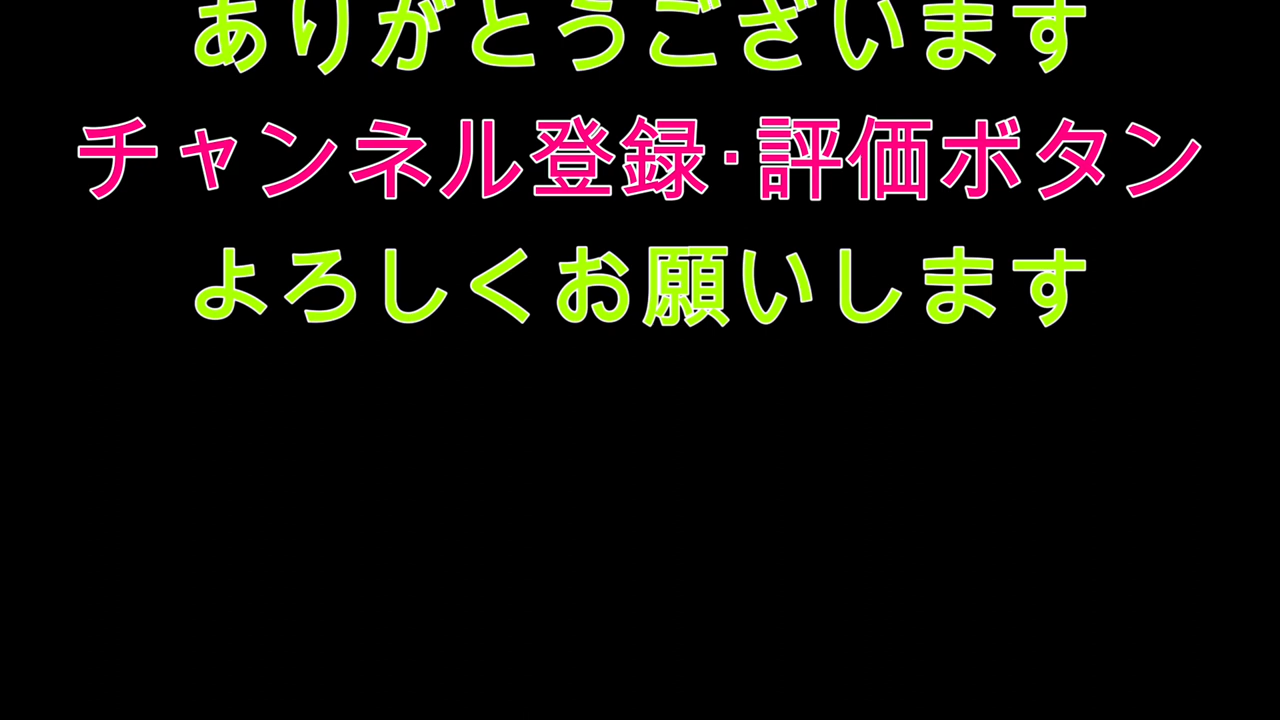 ありがとうございます
チャンネル登録･評価ボタン
よろしくお願いします